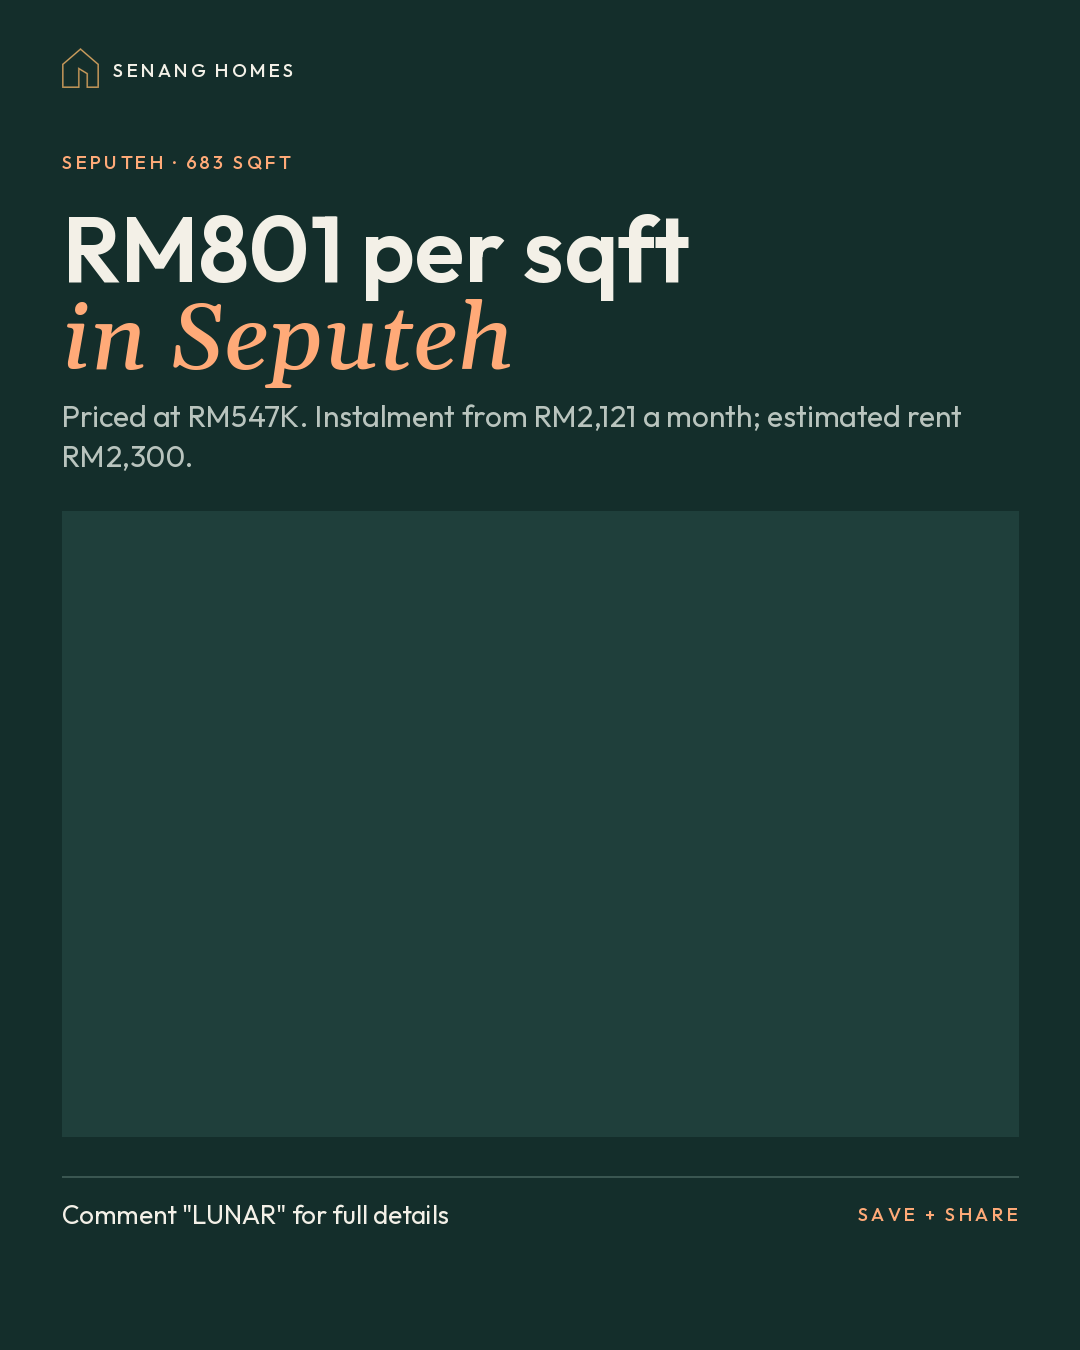 SENANG HOMES
SEPUTEH · 683 SQFT
RM801 per sqft
in Seputeh
Priced at RM547K. Instalment from RM2,121 a month; estimated rent
RM2,300.
Comment "LUNAR" for full details
SAVE + SHARE